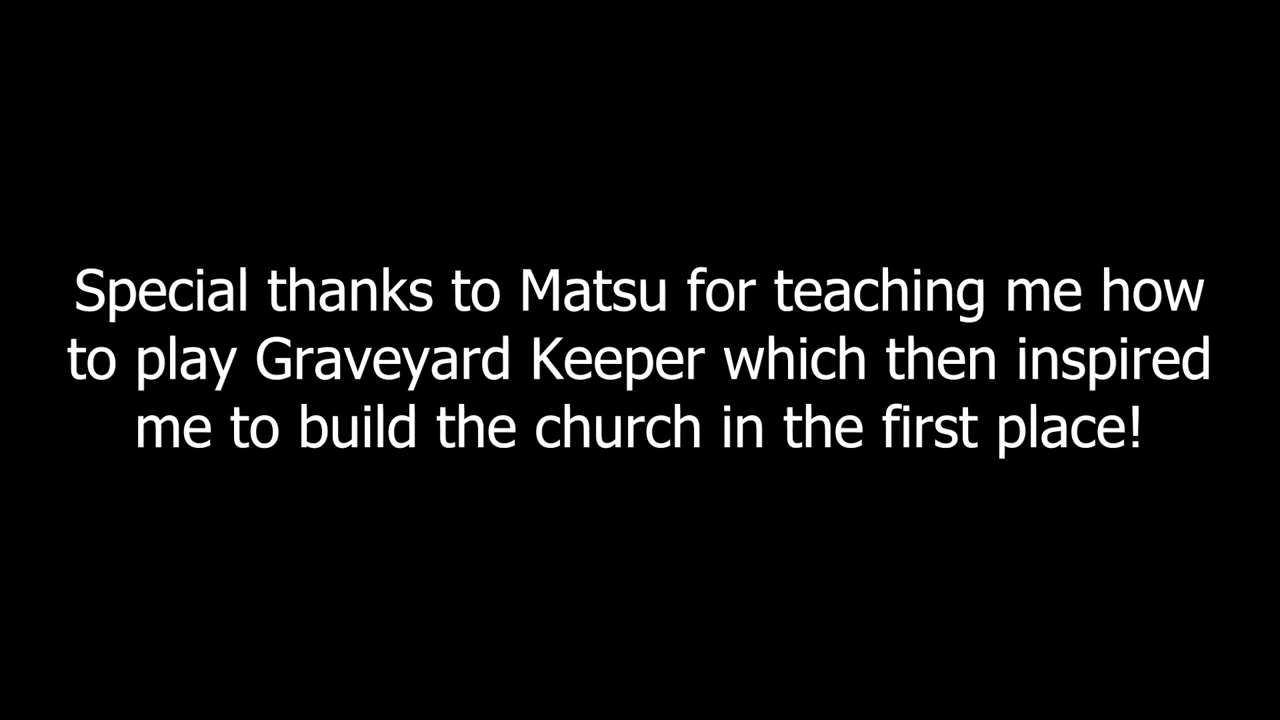 Special thanks to Matsu for teaching me how
to play Graveyard Keeper which then inspired
me to build the church in the first place!